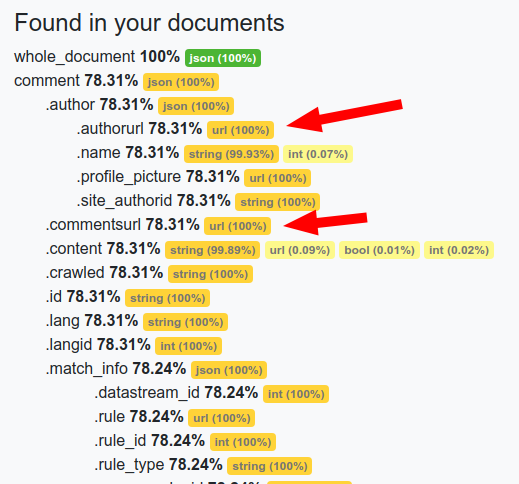 Found in your documents
whole_document 100% json (100%)
comment 78.31% json (100%)
.author 78.31% json (100%)
.authorurl 78.31% url (100%)
.name 78.31% string (99.93%) int (0.07%)
.profile_picture 78.31% url (100%)
.site_authorid 78.31% string (100%)
.commentsurl 78.31% url (100%)
.content 78.31% string (99.89%) url (0.09%) bool (0.01%) int (0.02%)
.crawled 78.31% string (100%)
.id 78.31% string (100%)
.lang 78.31% string (100%)
.langid 78.31% int (100%)
.match_info 78.24% json (100%)
.datastream_id 78.24% int (100%)
.rule 78.24% url (100%)
.rule_id 78.24% int (100%)
.rule_type 78.24% string (100%)